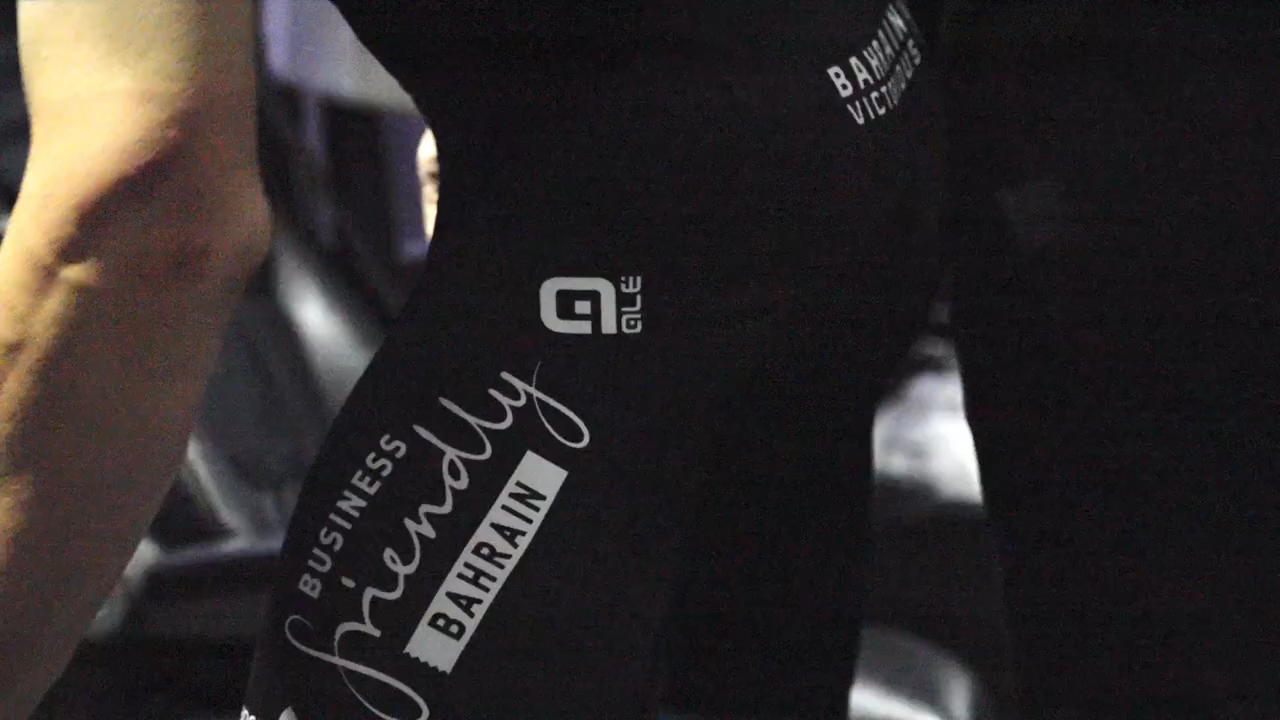 BAHRAIN
VICTORIOUS
alé
BUSINESS
friendly
BAHRAIN